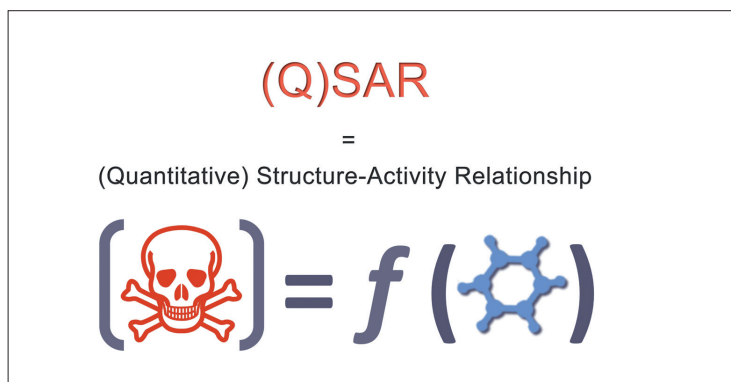 (Q)SAR
=
(Quantitative) Structure-Activity Relationship
[ ] = f ( )